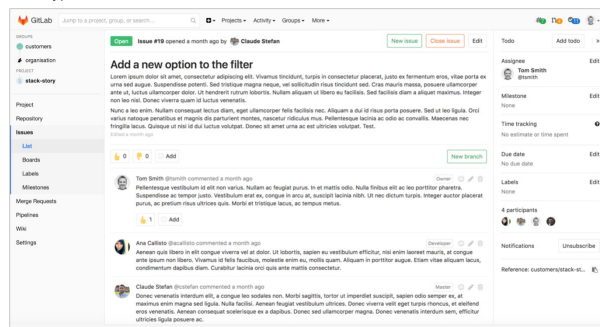 GitLab
Jump to a project, group, or search...
Projects
Activity
Groups
More
GROUPS
customers
organisation
PROJECT
stack-story
Project
Repository
Issues
List
Boards
Labels
Milestones
Merge Requests
Pipelines
Wiki
Settings
Open Issue #19 opened a month ago by Claude Stefan
New issue
Close issue
Edit
Add a new option to the filter
Lorem ipsum dolor sit amet, consectetur adipiscing elit. Vivamus tincidunt, turpis in consectetur placerat, justo ex fermentum eros, vitae porta ex
urna sed augue. Suspendisse potenti. Sed tristique magna neque, vel sollicitudin risus tincidunt sed. Cras mauris massa, posuere ullamcorper
ante ut, luctus ullamcorper dolor. Ut hendrerit rutrum lobortis. Nullam aliquam ut libero eu facilisis. Sed facilisis diam a aliquet maximus. Integer
non leo nisl. Donec viverra quam id luctus venenatis.
Nunc a leo enim. Nullam consequat lectus diam, eget ullamcorper felis facilisis nec. Aliquam a dui id risus porta posuere. Sed ut leo ligula. Orci
varius natoque penatibus et magnis dis parturient montes, nascetur ridiculus mus. Pellentesque lacinia ac odio ac convallis. Maecenas nec
fringilla lacus. Quisque ut nisi id dui luctus volutpat. Donec sit amet urna ac est ultricies volutpat. Test.
Edited a month ago
0
0
Add
New branch
Tom Smith @tsmith commented a month ago
Owner
Pellentesque vestibulum id elit non varius. Nullam ac feugiat purus. In et mattis odio. Nulla finibus elit ac leo porttitor pharetra.
Suspendisse ac tempor justo. Vestibulum erat ex, congue in arcu at, suscipit lacinia nibh. Ut nec dictum turpis. Integer auctor placerat
purus, ac pretium risus ultrices quis. Morbi et tristique lacus, ac tempus metus.
1
Add
Ana Callisto @acallisto commented a month ago
Developer
Aenean quis libero in elit congue viverra vel at dolor. Ut lobortis, sapien eu vestibulum efficitur, nisi enim laoreet mauris, at congue
ante ipsum non libero. Vivamus id felis faucibus, molestie enim eu, mollis quam. Aliquam in porttitor augue. Etiam vitae aliquam lacus,
condimentum dapibus diam. Curabitur lacinia orci quis ante mattis consectetur.
Claude Stefan @cstefan commented a month ago
Master
Donec venenatis interdum elit, a congue leo sodales non. Morbi sagittis, tortor ut imperdiet suscipit, sapien odio semper ex, at
maximus enim magna sed ligula. Nulla facilisi. Aenean feugiat vestibulum ultrices. Donec viverra velit eget turpis rhoncus, et eleifend
eros venenatis. Aenean consequat scelerisque ex a dapibus. Donec sed ullamcorper magna. Donec venenatis interdum sem, efficitur
ultricies ligula posuere ac.
Todo
Add todo
Assignee
Edit
Tom Smith
@tsmith
Milestone
Edit
None
Time tracking
No estimate or time spent
Due date
Edit
No due date
Labels
Edit
None
4 participants
Notifications
Unsubscribe
Reference: customers/stack-st...